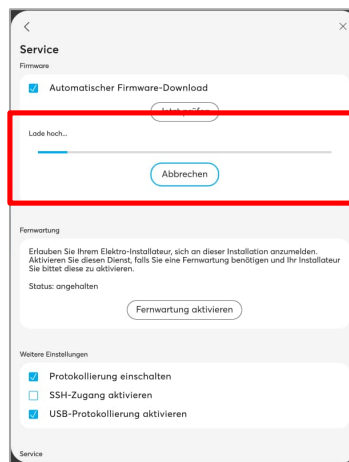 Service
Firmware
Automatischer Firmware-Download
Jetzt prüfen
Lade hoch...
Abbrechen
Fernwartung
Erlauben Sie Ihrem Elektro-Installateur, sich an dieser Installation anzumelden.
Aktivieren Sie diesen Dienst, falls Sie eine Fernwartung benötigen und Ihr Installateur
Sie bittet diese zu aktivieren.
Status: angehalten
Fernwartung aktivieren
Weitere Einstellungen
Protokollierung einschalten
SSH-Zugang aktivieren
USB-Protokollierung aktivieren
Service